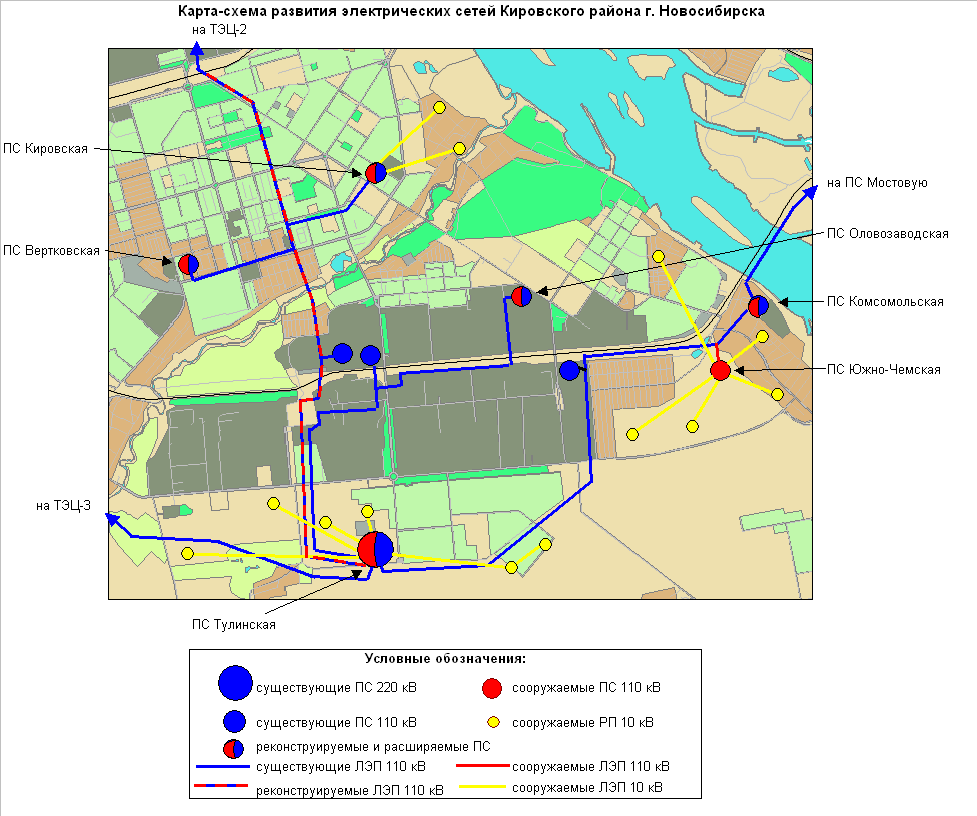 Карта-схема развития электрических сетей Кировского района г. Новосибирска
на ТЭЦ-2
ПС Кировская
на ПС Мостовую
ПС Оловозаводская
ПС Вертковская
ПС Комсомольская
ПС Южно-Чемская
на ТЭЦ-3
ПС Тулинская
Условные обозначения:
существующие ПС 220 кВ
сооружаемые ПС 110 кВ
существующие ПС 110 кВ
сооружаемые РП 10 кВ
реконструируемые и расширяемые ПС
существующие ЛЭП 110 кВ
сооружаемые ЛЭП 110 кВ
реконструируемые ЛЭП 110 кВ
сооружаемые ЛЭП 10 кВ